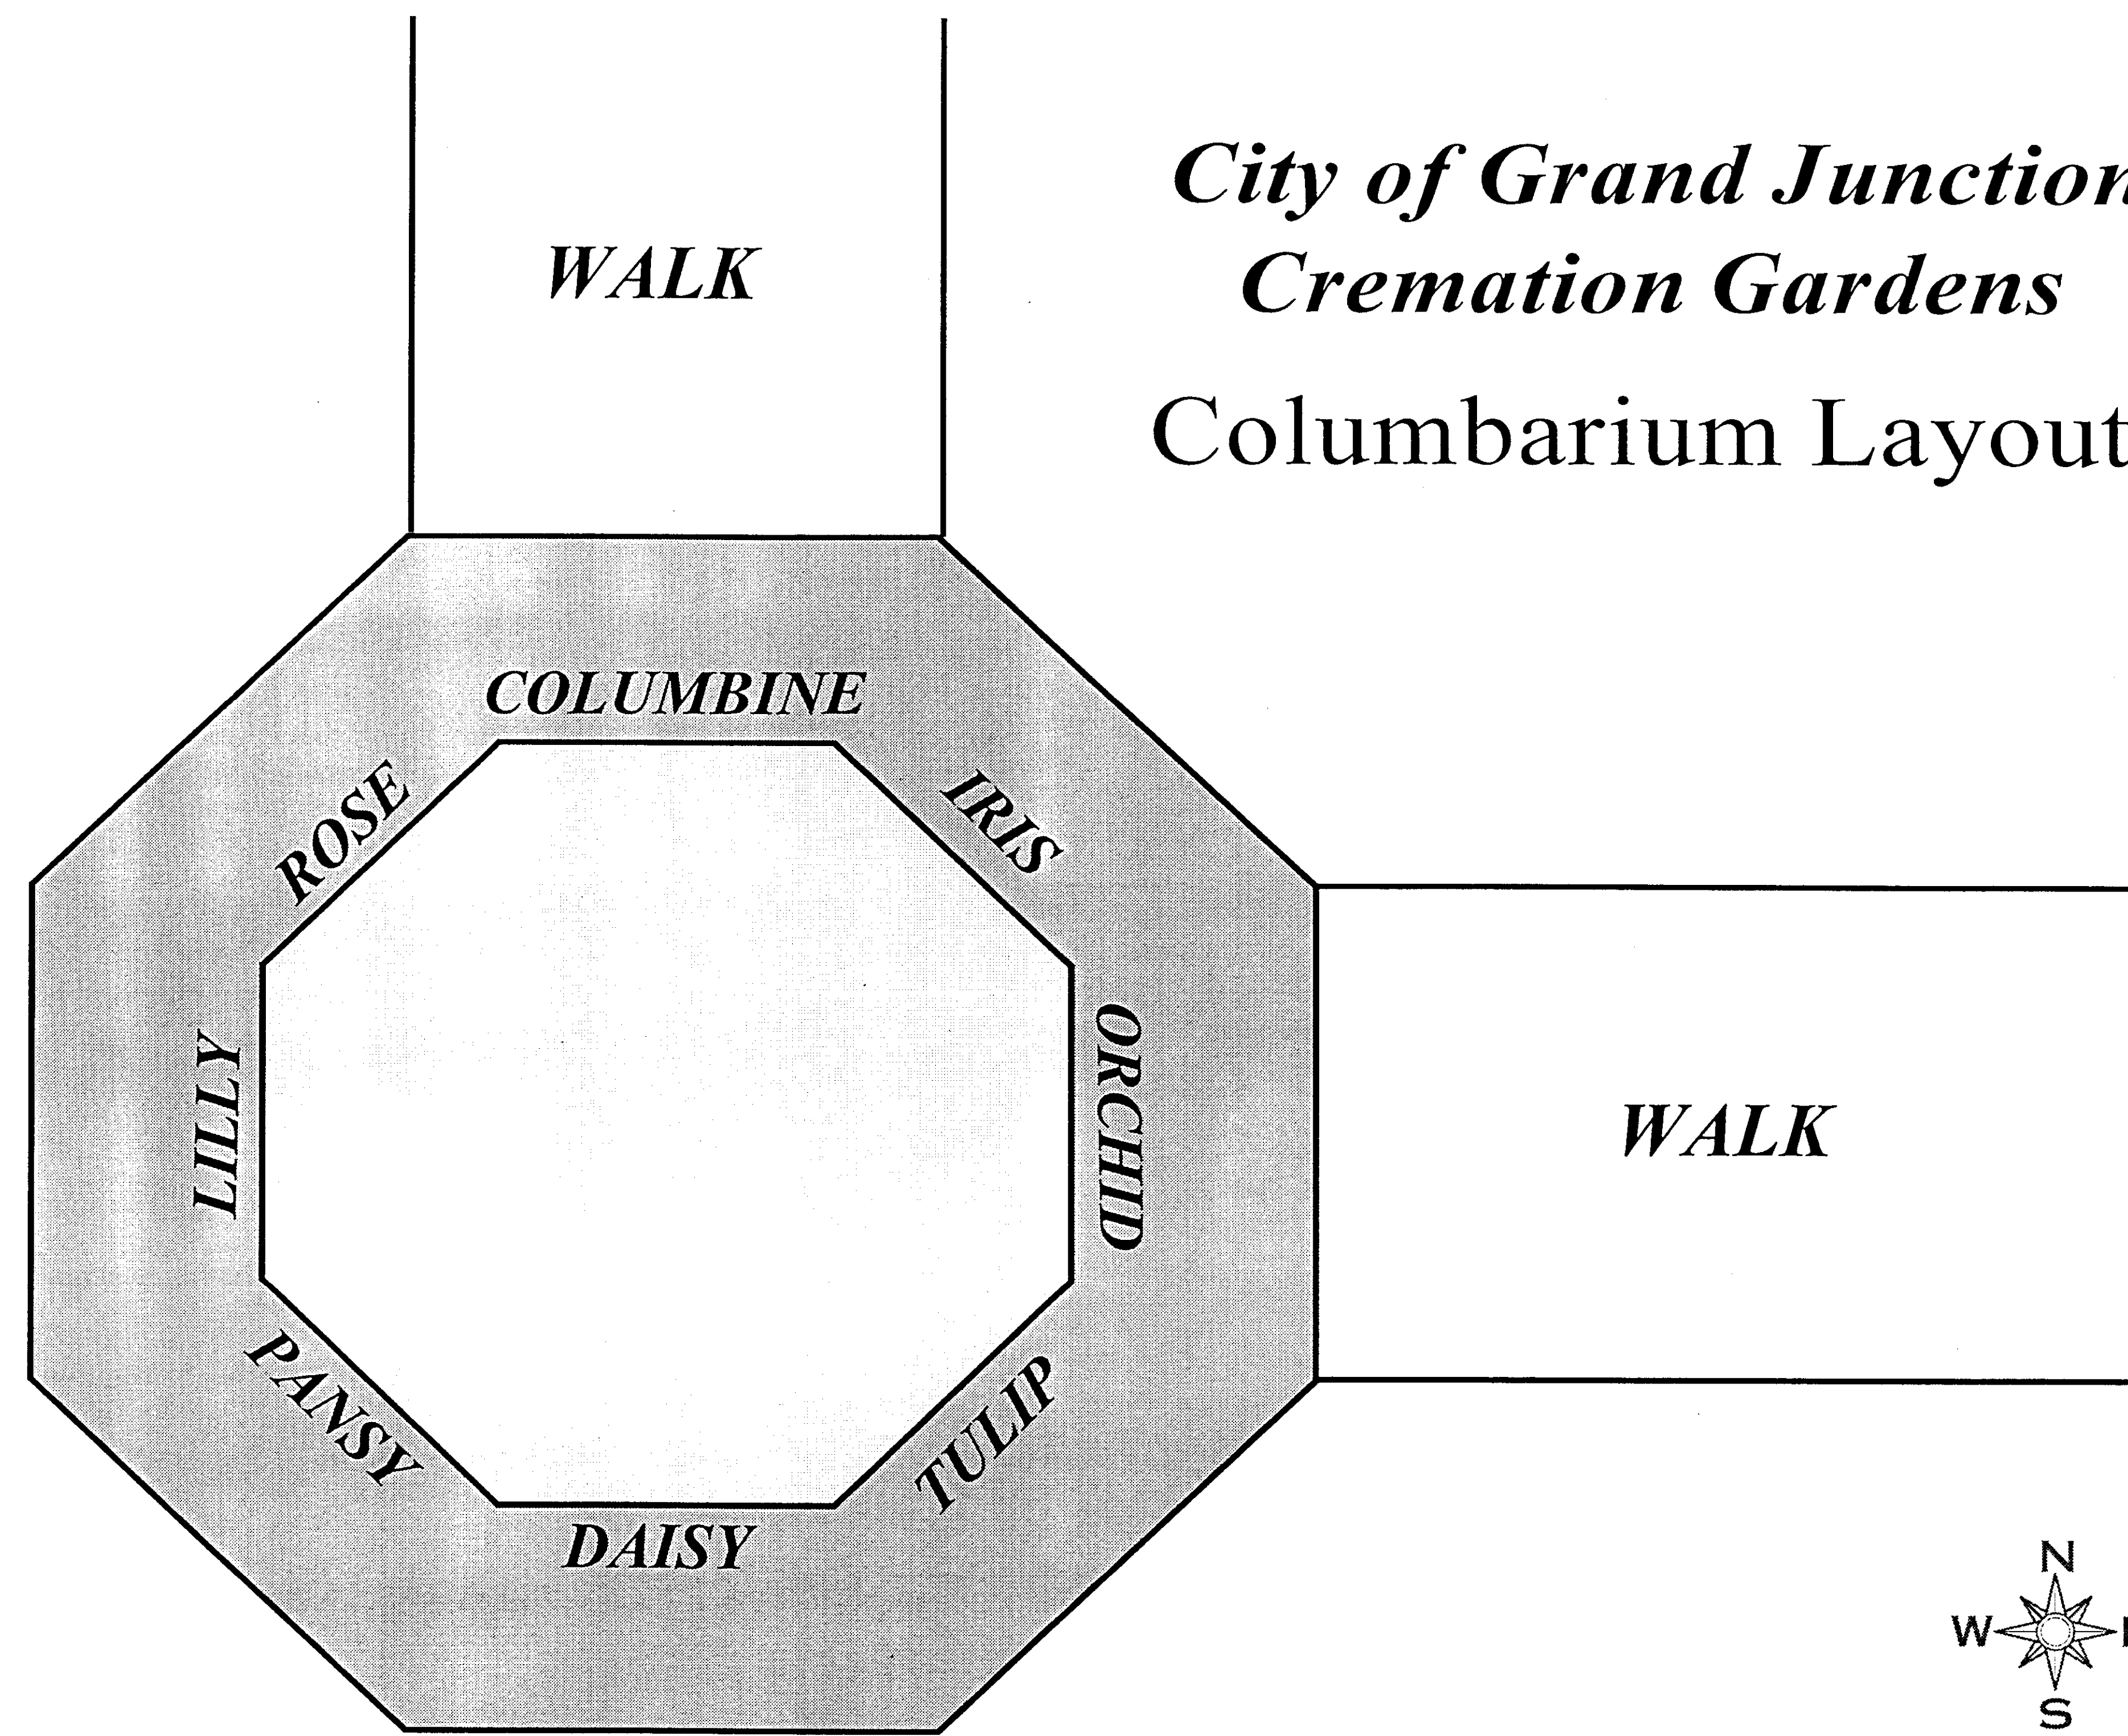 City of Grand Junction
Cremation Gardens
Columbarium Layout
WALK
COLUMBINE
ROSE
IRIS
LILLY
ORCHID
WALK
PANSY
TULIP
DAISY
N
W
S